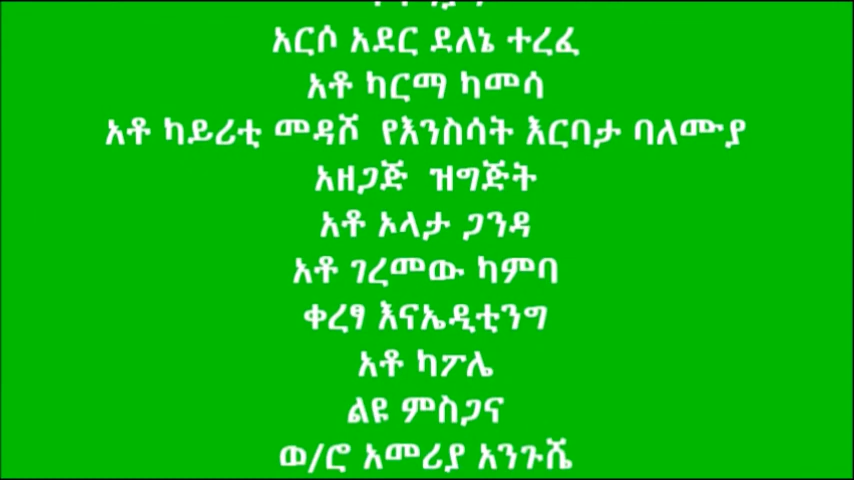 አርሶ አደር ደለኔ ተረፈ
አቶ ካርማ ካመሳ
አቶ ካይሪቲ መዳሾ የእንስሳት እርባታ ባለሙያ
አዘጋጅ ዝግጅት
አቶ ኦላታ ጋንዳ
አቶ ገረመው ካምባ
ቀረፃ እናኤዲቲንግ
አቶ ካፖሌ
ልዩ ምስጋና
ወ/ሮ አመሪያ አንጉሼ